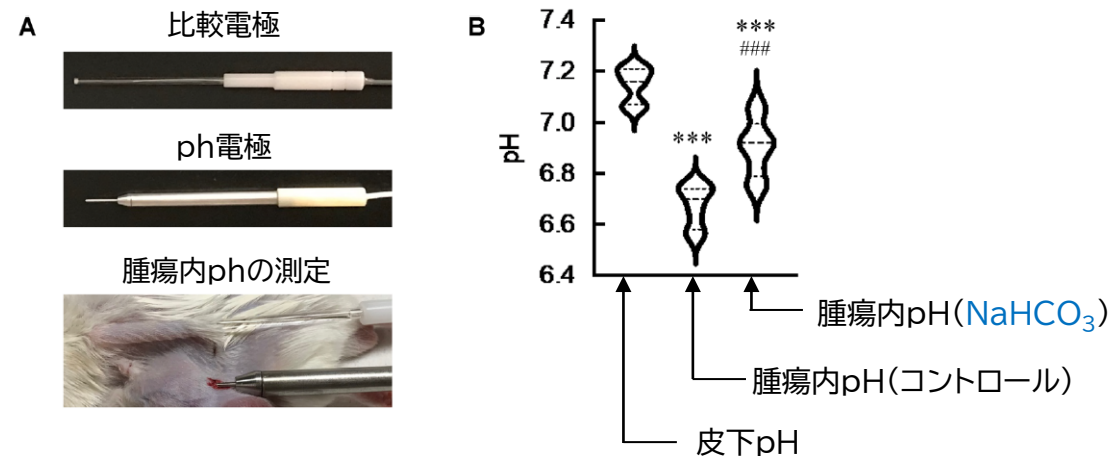 A
比較電極
ph電極
腫瘍内phの測定
B
7.4
7.2
7.0
6.8
6.6
6.4
pH
***
***
###
腫瘍内pH(NaHCO₃)
腫瘍内pH(コントロール)
皮下pH